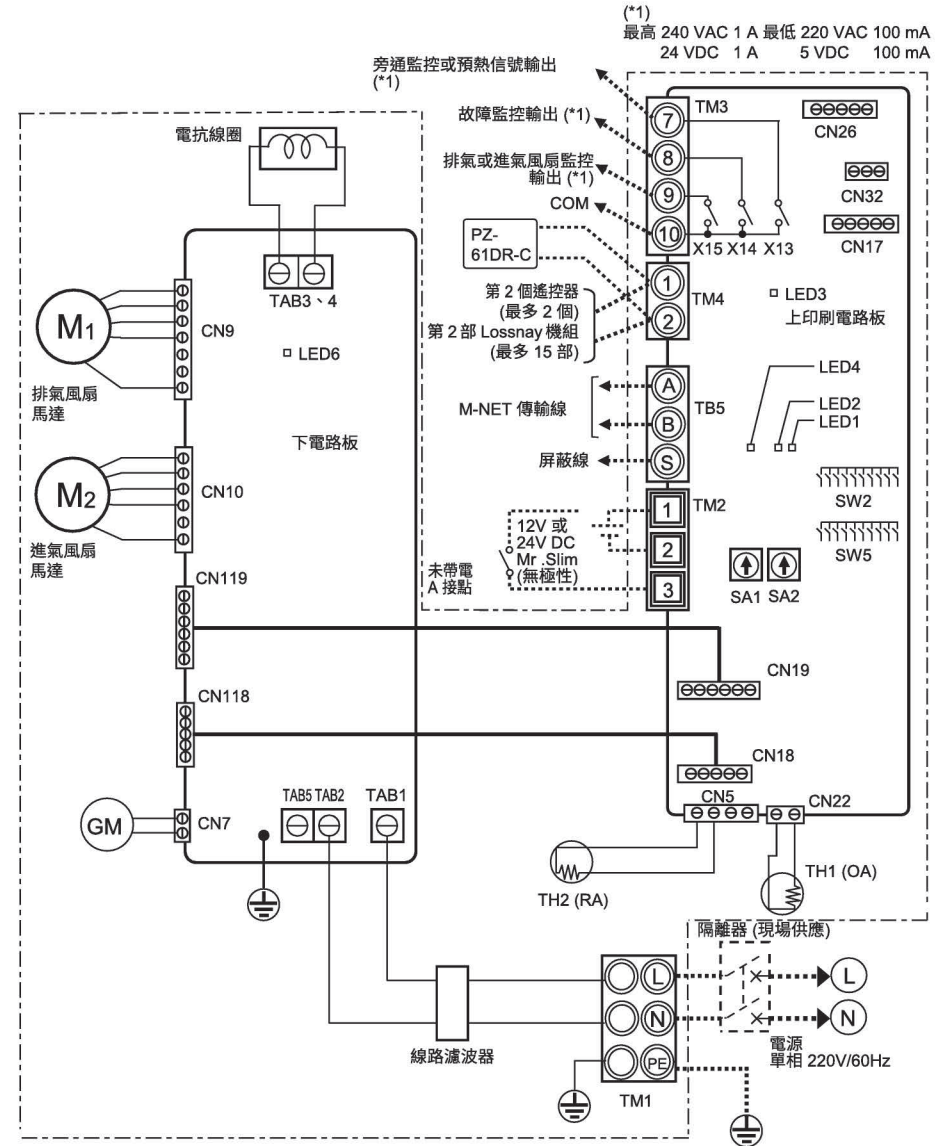 (*1)
最高 240 VAC 1 A 最低 220 VAC 100 mA
24 VDC 1 A 5 VDC 100 mA
旁通監控或預熱信號輸出
(*1)
故障監控輸出 (*1)
排氣或進氣風扇監控
輸出 (*1)
COM
TM3
7
8
9
10
X15 X14 X13
CN26
CN32
CN17
電抗線圈
TAB3、4
PZ-
61DR-C
第 2 個遙控器
(最多 2 個)
第 2 部 Lossnay 機組
(最多 15 部)
1
2
TM4
LED3
上印刷電路板
M1
排氣風扇
馬達
CN9
LED6
下電路板
M-NET 傳輸線
屏蔽線
A
B
S
TB5
LED4
LED2
LED1
M2
進氣風扇
馬達
CN10
12V 或
24V DC
Mr .Slim
(無極性)
未帶電
A 接點
1
2
3
TM2
SW2
SW5
SA1 SA2
CN119
CN19
CN118
CN18
CN5
CN22
GM
CN7
TAB5 TAB2 TAB1
TH2 (RA)
TH1 (OA)
隔離器 (現場供應)
L
N
PE
TM1
L
N
線路濾波器
電源
單相 220V/60Hz